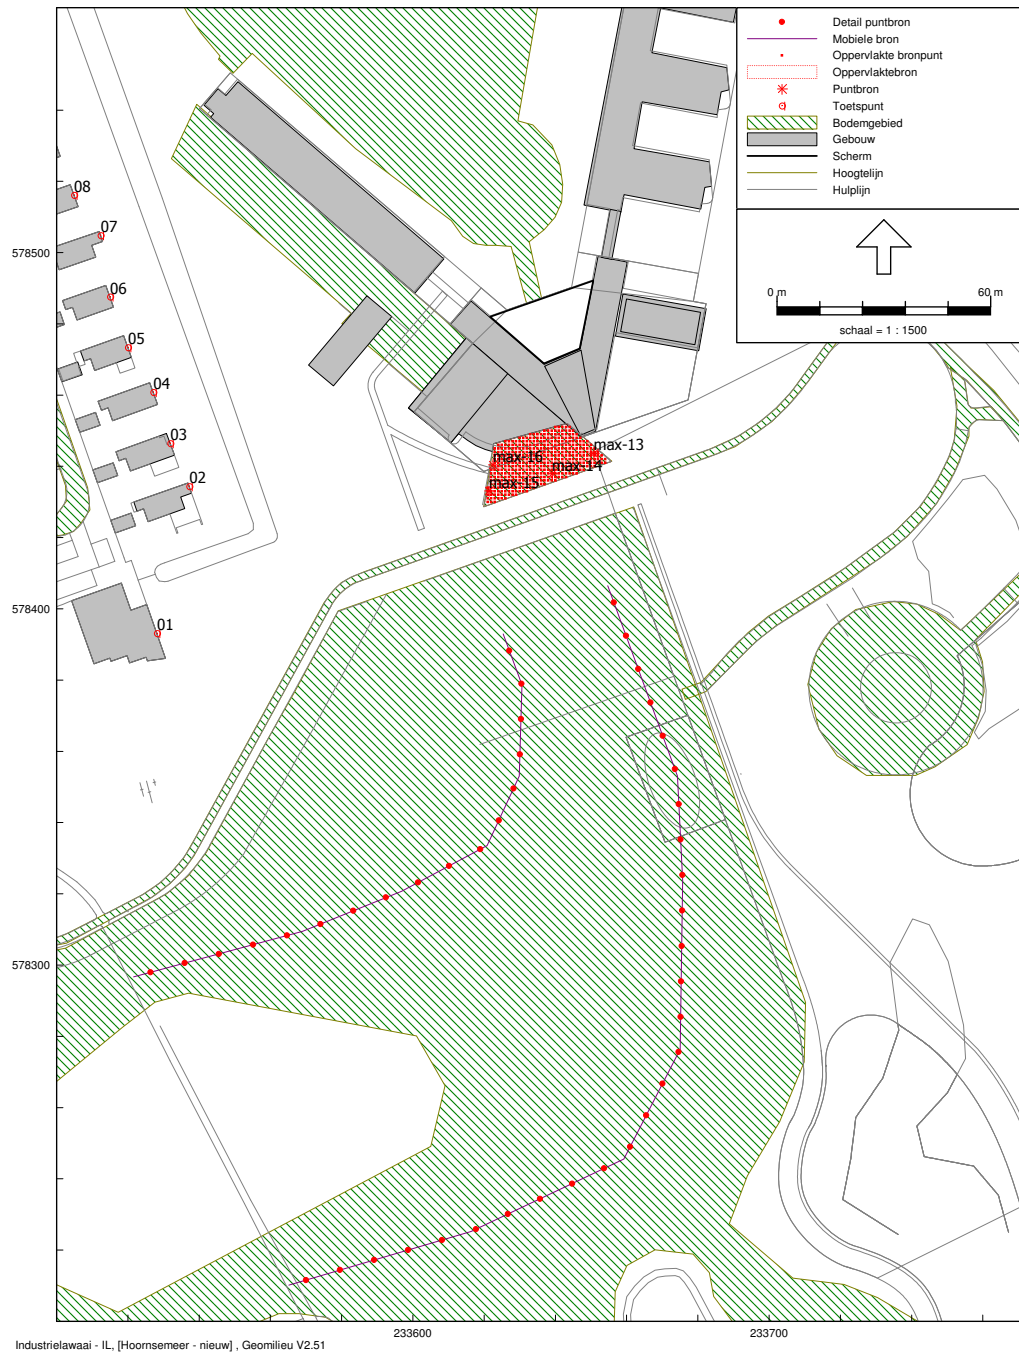 Detail puntbron
Mobiele bron
Oppervlakte bronpunt
Oppervlaktebron
Puntbron
Toetspunt
Bodemgebied
Gebouw
Scherm
Hoogtelijn
Hulplijn
0 m
60 m
schaal = 1 : 1500
08
07
578500
06
05
04
03
max-13
max-16
max-14
02
max-15
578400
01
578300
233600
233700
Industrielawaai - IL, [Hoornsemeer - nieuw] , Geomilieu V2.51